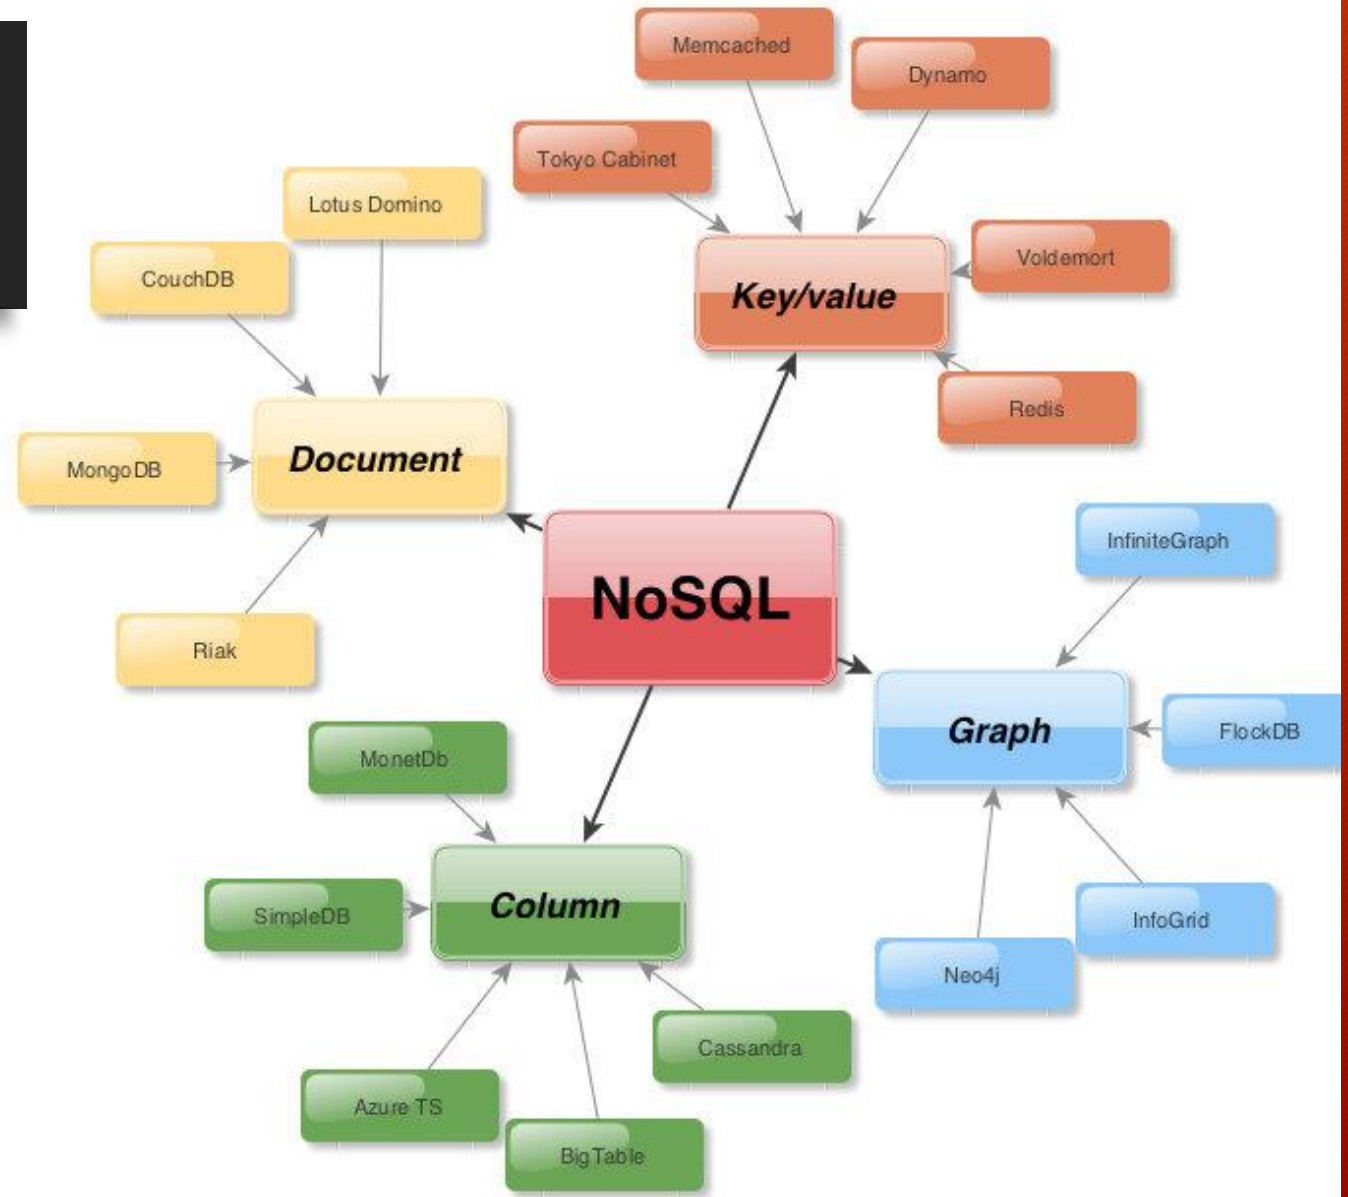 Memcached
Dynamo
Tokyo Cabinet
Lotus Domino
CouchDB
Voldemort
Key/value
Redis
Document
MongoDB
InfiniteGraph
NoSQL
Riak
Graph
FlockDB
MonetDb
Column
SimpleDB
InfoGrid
Neo4j
Cassandra
Azure TS
BigTable